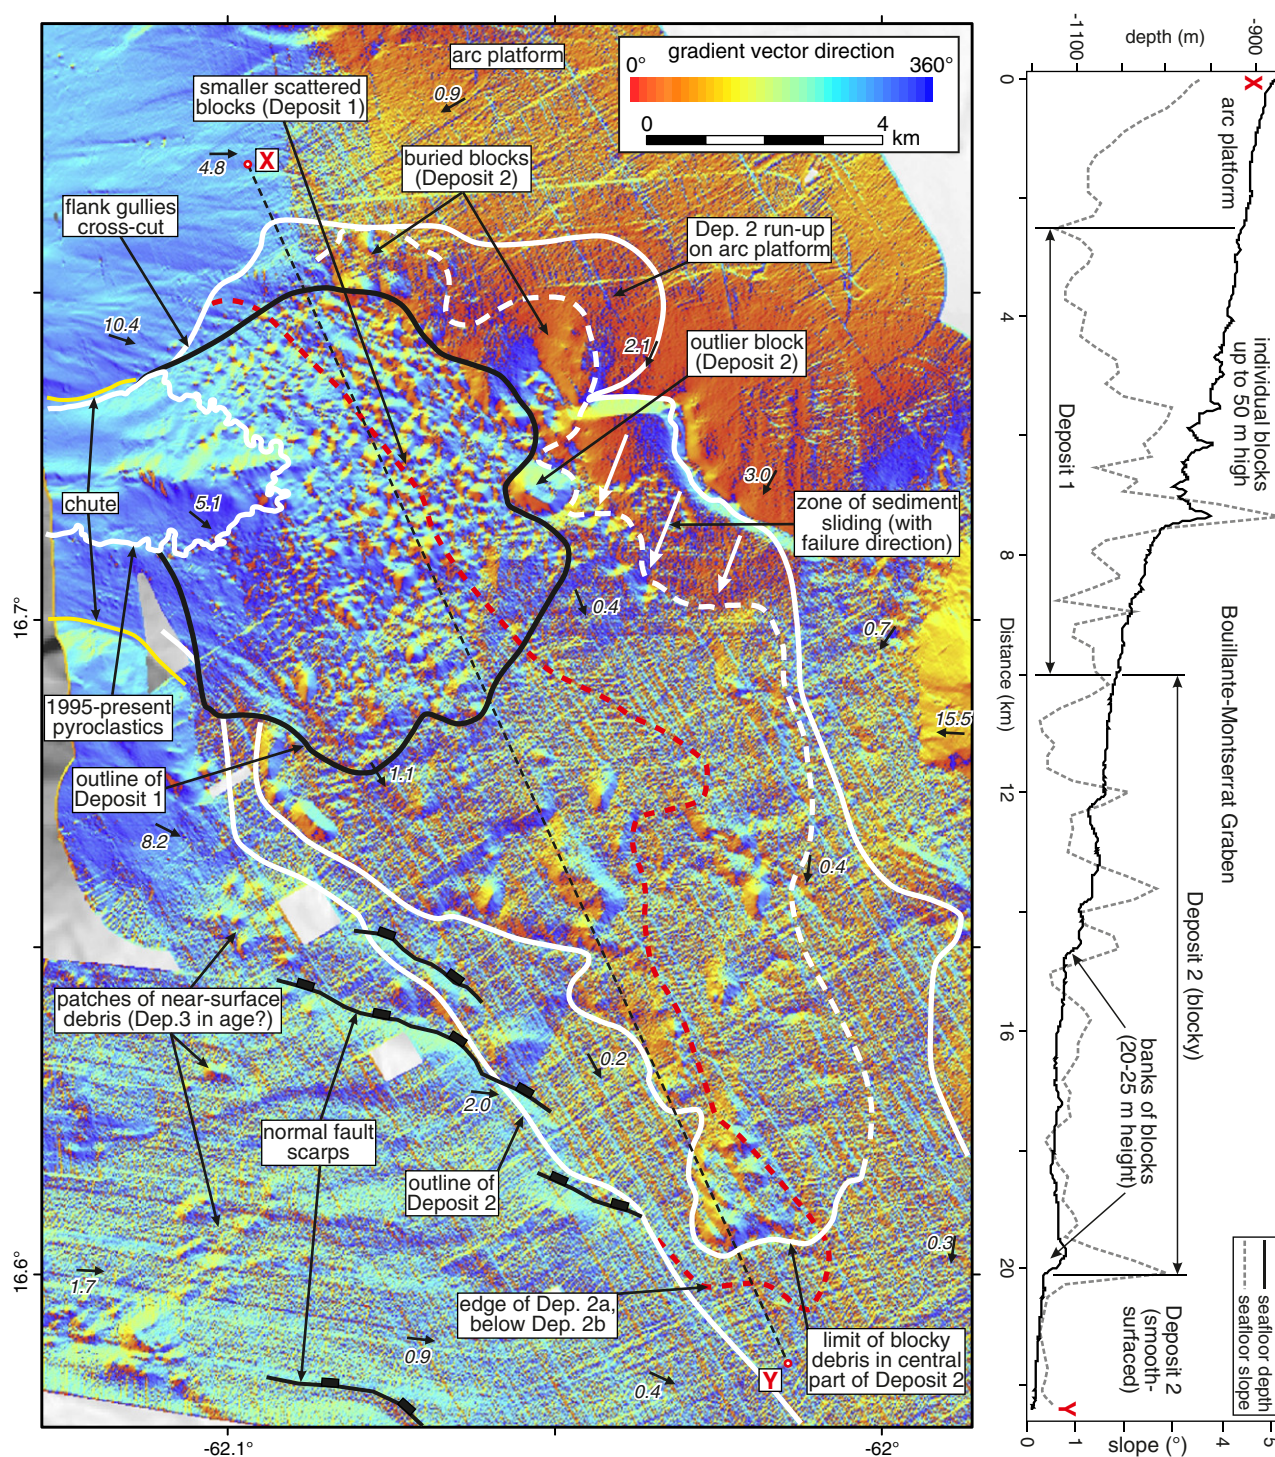 arc platform
gradient vector direction
0°
360°
0
4
km
smaller scattered
blocks (Deposit 1)
0.9
4.8
X
buried blocks
(Deposit 2)
flank gullies
cross-cut
Dep. 2 run-up
on arc platform
10.4
2.1
outlier block
(Deposit 2)
chute
5.1
3.0
zone of sediment
sliding (with
failure direction)
0.4
0.7
1995-present
pyroclastics
15.5
outline of
Deposit 1
1.1
8.2
0.4
patches of near-surface
debris (Dep.3 in age?)
0.2
2.0
normal fault
scarps
outline of
Deposit 2
0.3
1.7
edge of Dep. 2a,
below Dep. 2b
0.9
0.4
limit of blocky
debris in central
part of Deposit 2
Y
16.7°
16.6°
-62.1°
-62°
-1100
depth (m)
-900
0
X
arc platform
4
individual blocks
up to 50 m high
Deposit 1
8
Distance (km)
Bouillante-Montserrat Graben
12
Deposit 2 (blocky)
16
banks of blocks
(20-25 m height)
20
seafloor depth
seafloor slope
Deposit 2
(smooth-
surfaced)
Y
0
1
slope (°)
4
5